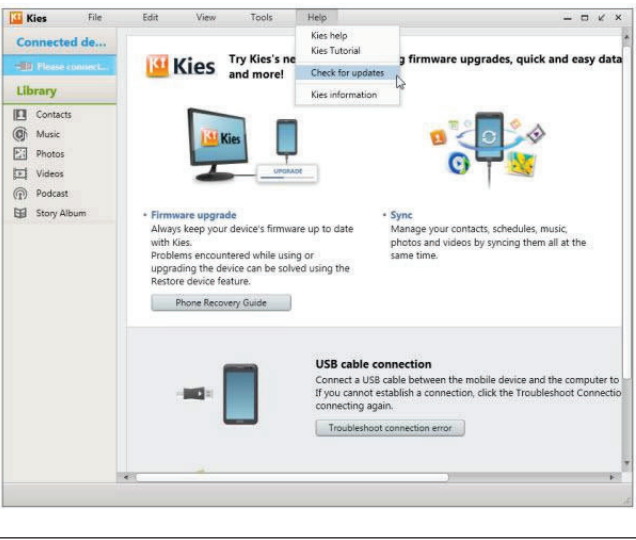 Kies File Edit View Tools Help
Connected de...
Please connect...
Library
Contacts
Music
Photos
Videos
Podcast
Story Album
Kies help
Kies Tutorial
Check for updates
Kies information
Kies
Try Kies's ne g firmware upgrades, quick and easy data
and more!
Kies
UPGRADE
• Firmware upgrade
Always keep your device's firmware up to date
with Kies.
Problems encountered while using or
upgrading the device can be solved using the
Restore device feature.
Phone Recovery Guide
• Sync
Manage your contacts, schedules, music,
photos and videos by syncing them all at the
same time.
USB cable connection
Connect a USB cable between the mobile device and the computer to
If you cannot establish a connection, click the Troubleshoot Connectio
connecting again.
Troubleshoot connection error